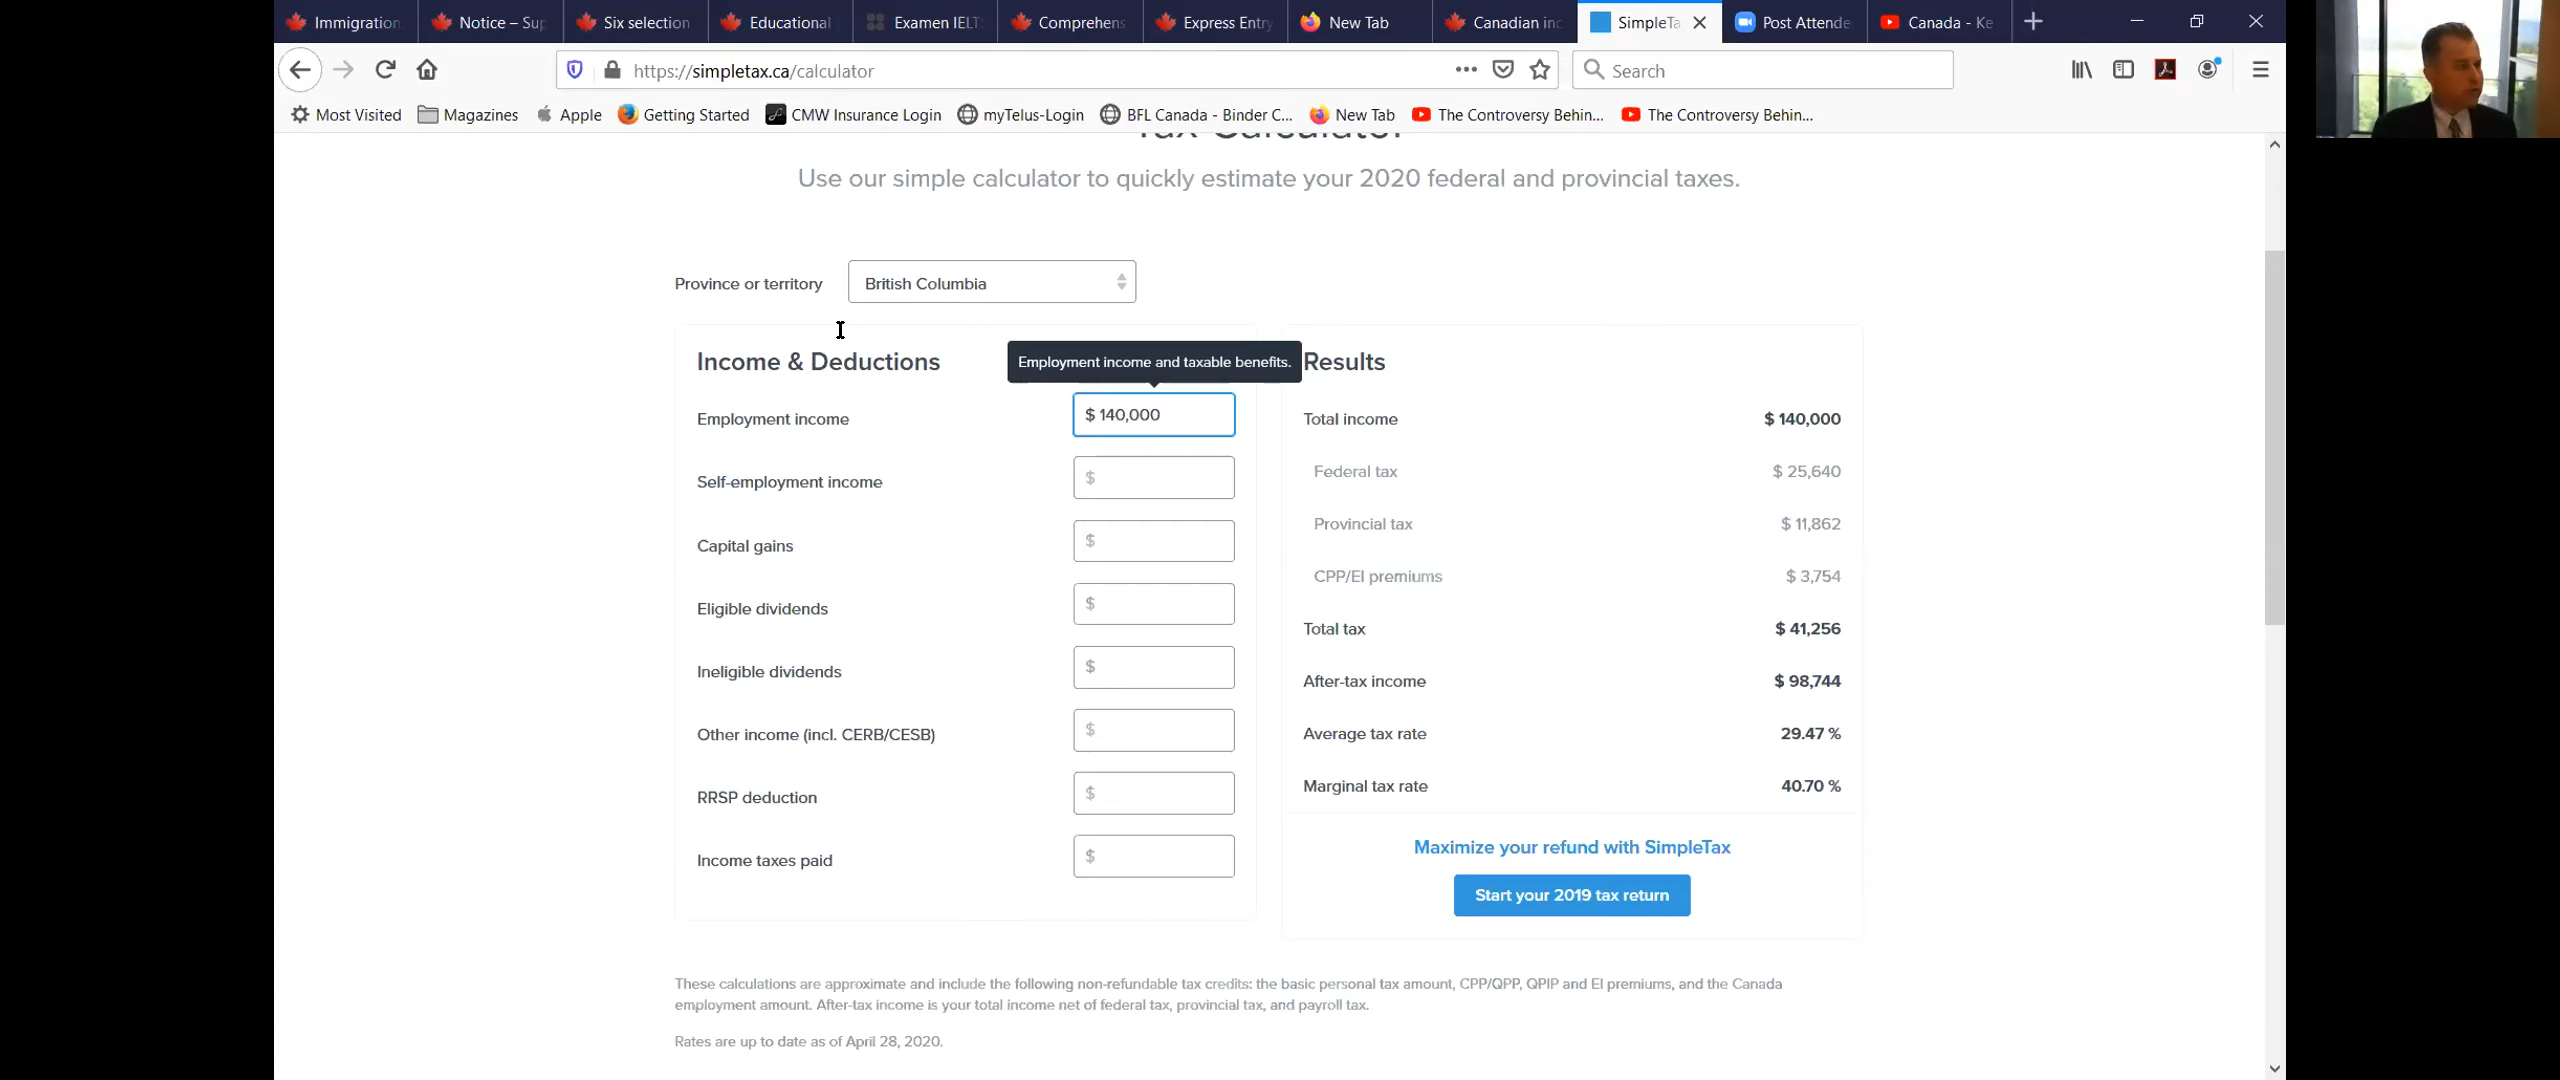 Immigration
Notice – Sup
Six selection
Educational
Examen IELT
Comprehens
Express Entry
New Tab
Canadian inc
SimpleTa
Post Attende
Canada - Ke
https://simpletax.ca/calculator
Search
Most Visited
Magazines
Apple
Getting Started
CMW Insurance Login
myTelus-Login
BFL Canada - Binder C...
New Tab
The Controversy Behin...
The Controversy Behin...
Tax Calculator
Use our simple calculator to quickly estimate your 2020 federal and provincial taxes.
Province or territory
British Columbia
Income & Deductions
Employment income and taxable benefits.
Employment income
$ 140,000
Self-employment income
$
Capital gains
$
Eligible dividends
$
Ineligible dividends
$
Other income (incl. CERB/CESB)
$
RRSP deduction
$
Income taxes paid
$
Results
Total income
$ 140,000
Federal tax
$ 25,640
Provincial tax
$ 11,862
CPP/EI premiums
$ 3,754
Total tax
$ 41,256
After-tax income
$ 98,744
Average tax rate
29.47 %
Marginal tax rate
40.70 %
Maximize your refund with SimpleTax
Start your 2019 tax return
These calculations are approximate and include the following non-refundable tax credits: the basic personal tax amount, CPP/QPP, QPIP and EI premiums, and the Canada
employment amount. After-tax income is your total income net of federal tax, provincial tax, and payroll tax.
Rates are up to date as of April 28, 2020.